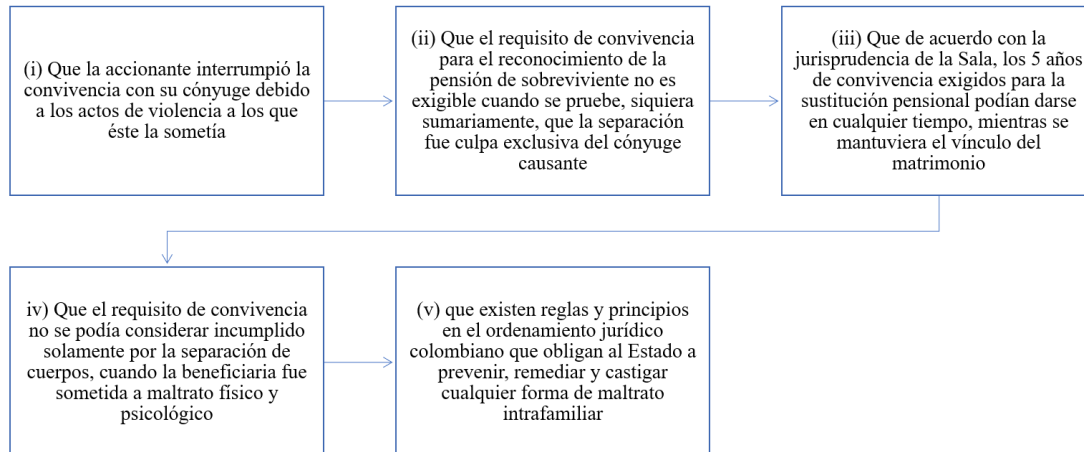 (i) Que la accionante interrumpió la
convivencia con su cónyuge debido
a los actos de violencia a los que
éste la sometía
(ii) Que el requisito de convivencia
para el reconocimiento de la
pensión de sobreviviente no es
exigible cuando se pruebe, siquiera
sumariamente, que la separación
fue culpa exclusiva del cónyuge
causante
(iii) Que de acuerdo con la
jurisprudencia de la Sala, los 5 años
de convivencia exigidos para la
sustitución pensional podían darse
en cualquier tiempo, mientras se
mantuviera el vínculo del
matrimonio
iv) Que el requisito de convivencia
no se podía considerar incumplido
solamente por la separación de
cuerpos, cuando la beneficiaria fue
sometida a maltrato físico y
psicológico
(v) que existen reglas y principios
en el ordenamiento jurídico
colombiano que obligan al Estado a
prevenir, remediar y castigar
cualquier forma de maltrato
intrafamiliar